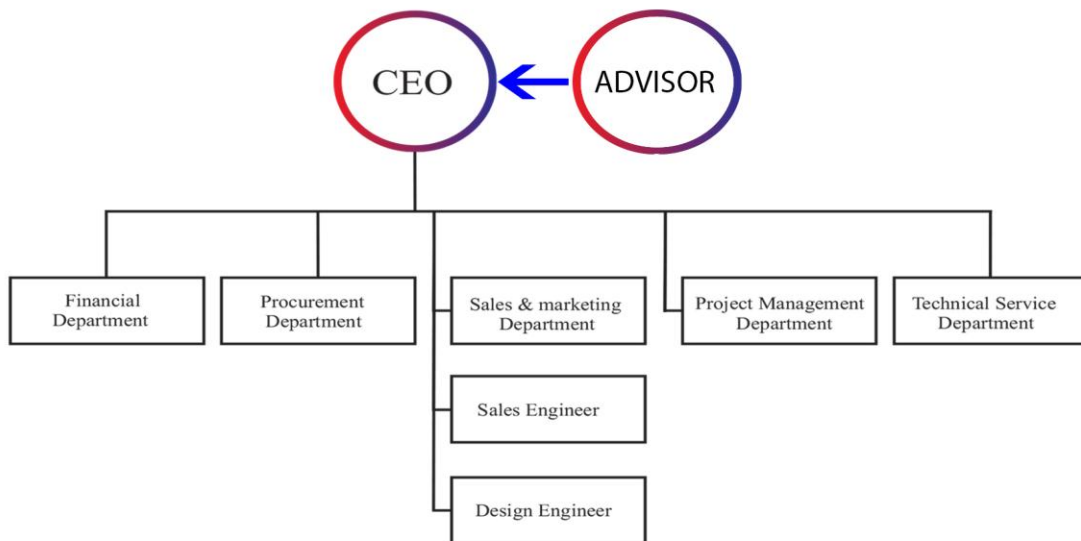 CEO
ADVISOR
Financial
Department
Procurement
Department
Sales & marketing
Department
Project Management
Department
Technical Service
Department
Sales Engineer
Design Engineer